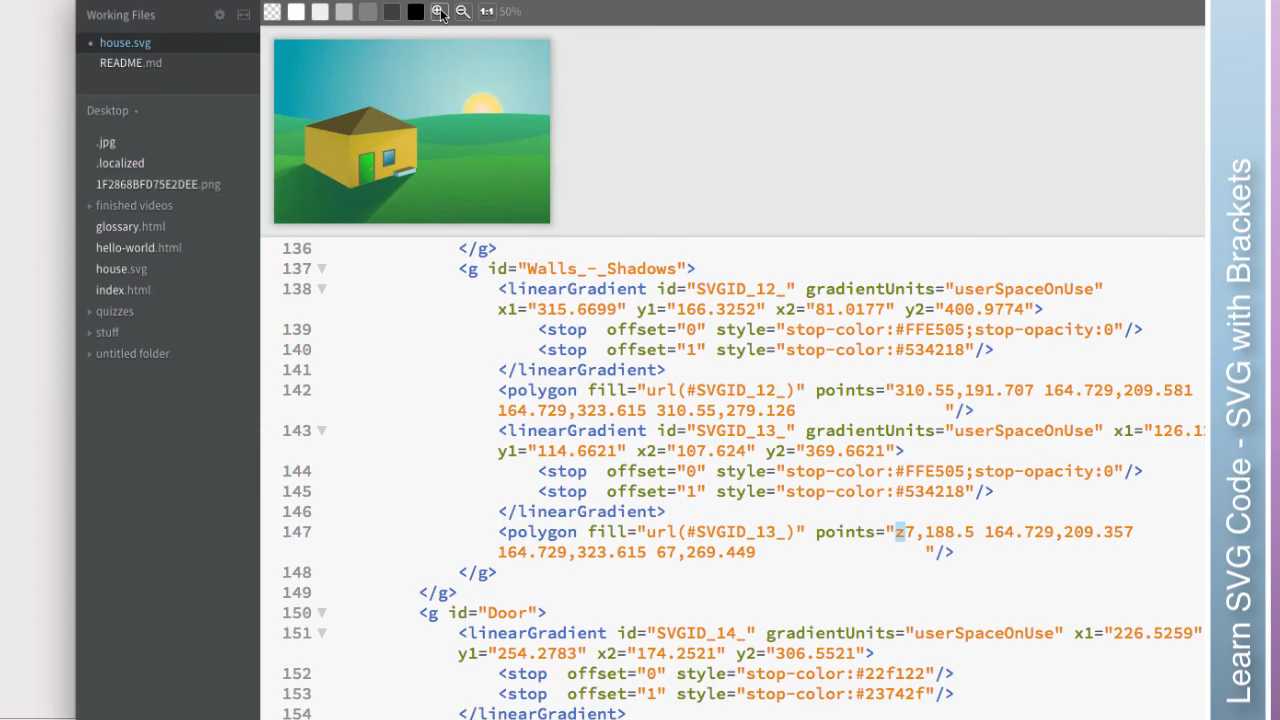 Working Files
house.svg
README.md
Desktop
.jpg
.localized
1F2868BFD75E2DEE.png
finished videos
glossary.html
hello-world.html
house.svg
index.html
quizzes
stuff
untitled folder
1:1 50%
136 </g>
137 <g id="Walls_-_Shadows">
138 <linearGradient id="SVGID_12_" gradientUnits="userSpaceOnUse"
x1="315.6699" y1="166.3252" x2="81.0177" y2="400.9774">
139 <stop offset="0" style="stop-color:#FFE505;stop-opacity:0"/>
140 <stop offset="1" style="stop-color:#534218"/>
141 </linearGradient>
142 <polygon fill="url(#SVGID_12_)" points="310.55,191.707 164.729,209.581
164.729,323.615 310.55,279.126 "/>
143 <linearGradient id="SVGID_13_" gradientUnits="userSpaceOnUse" x1="126.1
y1="114.6621" x2="107.624" y2="369.6621">
144 <stop offset="0" style="stop-color:#FFE505;stop-opacity:0"/>
145 <stop offset="1" style="stop-color:#534218"/>
146 </linearGradient>
147 <polygon fill="url(#SVGID_13_)" points="z7,188.5 164.729,209.357
164.729,323.615 67,269.449 "/>
148 </g>
149 </g>
150 <g id="Door">
151 <linearGradient id="SVGID_14_" gradientUnits="userSpaceOnUse" x1="226.5259"
y1="254.2783" x2="174.2521" y2="306.5521">
152 <stop offset="0" style="stop-color:#22f122"/>
153 <stop offset="1" style="stop-color:#23742f"/>
154 </linearGradient>
Learn SVG Code - SVG with Brackets